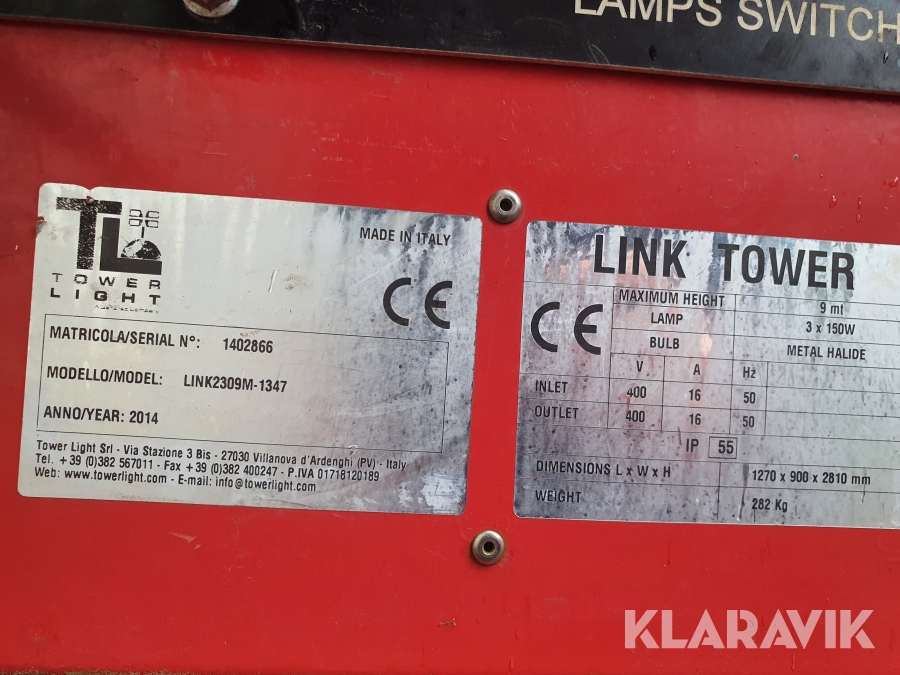 LAMPS SWITCH
TL
TOWER
LIGHT
MADE IN ITALY
CE
MATRICOLA/SERIAL N°: 1402866
MODELLO/MODEL: LINK2309M-1347
ANNO/YEAR: 2014
Tower Light Srl - Via Stazione 3 Bis - 27030 Villanova d'Ardenghi (PV) - Italy
Tel. + 39 (0)382 567011 - Fax + 39 (0)382 400247 - P.IVA 01718120189
Web: www.towerlight.com - E-mail: info@towerlight.com
LINK TOWER
CE
MAXIMUM HEIGHT 9 mt
LAMP 3 x 150W
BULB METAL HALIDE
V A Hz
INLET 400 16 50
OUTLET 400 16 50
IP 55
DIMENSIONS L x W x H 1270 x 900 x 2810 mm
WEIGHT 282 Kg
KLARAVIK